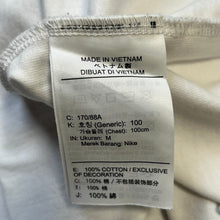 MADE IN VIETNAM
ベトナム製
DIBUAT DI VIETNAM
C: 170/88A
K: 호칭 (Generic): 100
가슴둘레 (Chest): 100cm
IN: Ukuran: M
Merek Barang: Nike
E: 100% COTTON / EXCLUSIVE
OF DECORATION
C: 100% 棉 / 不包括装饰部分
T: 100% 棉
J: 綿 100%